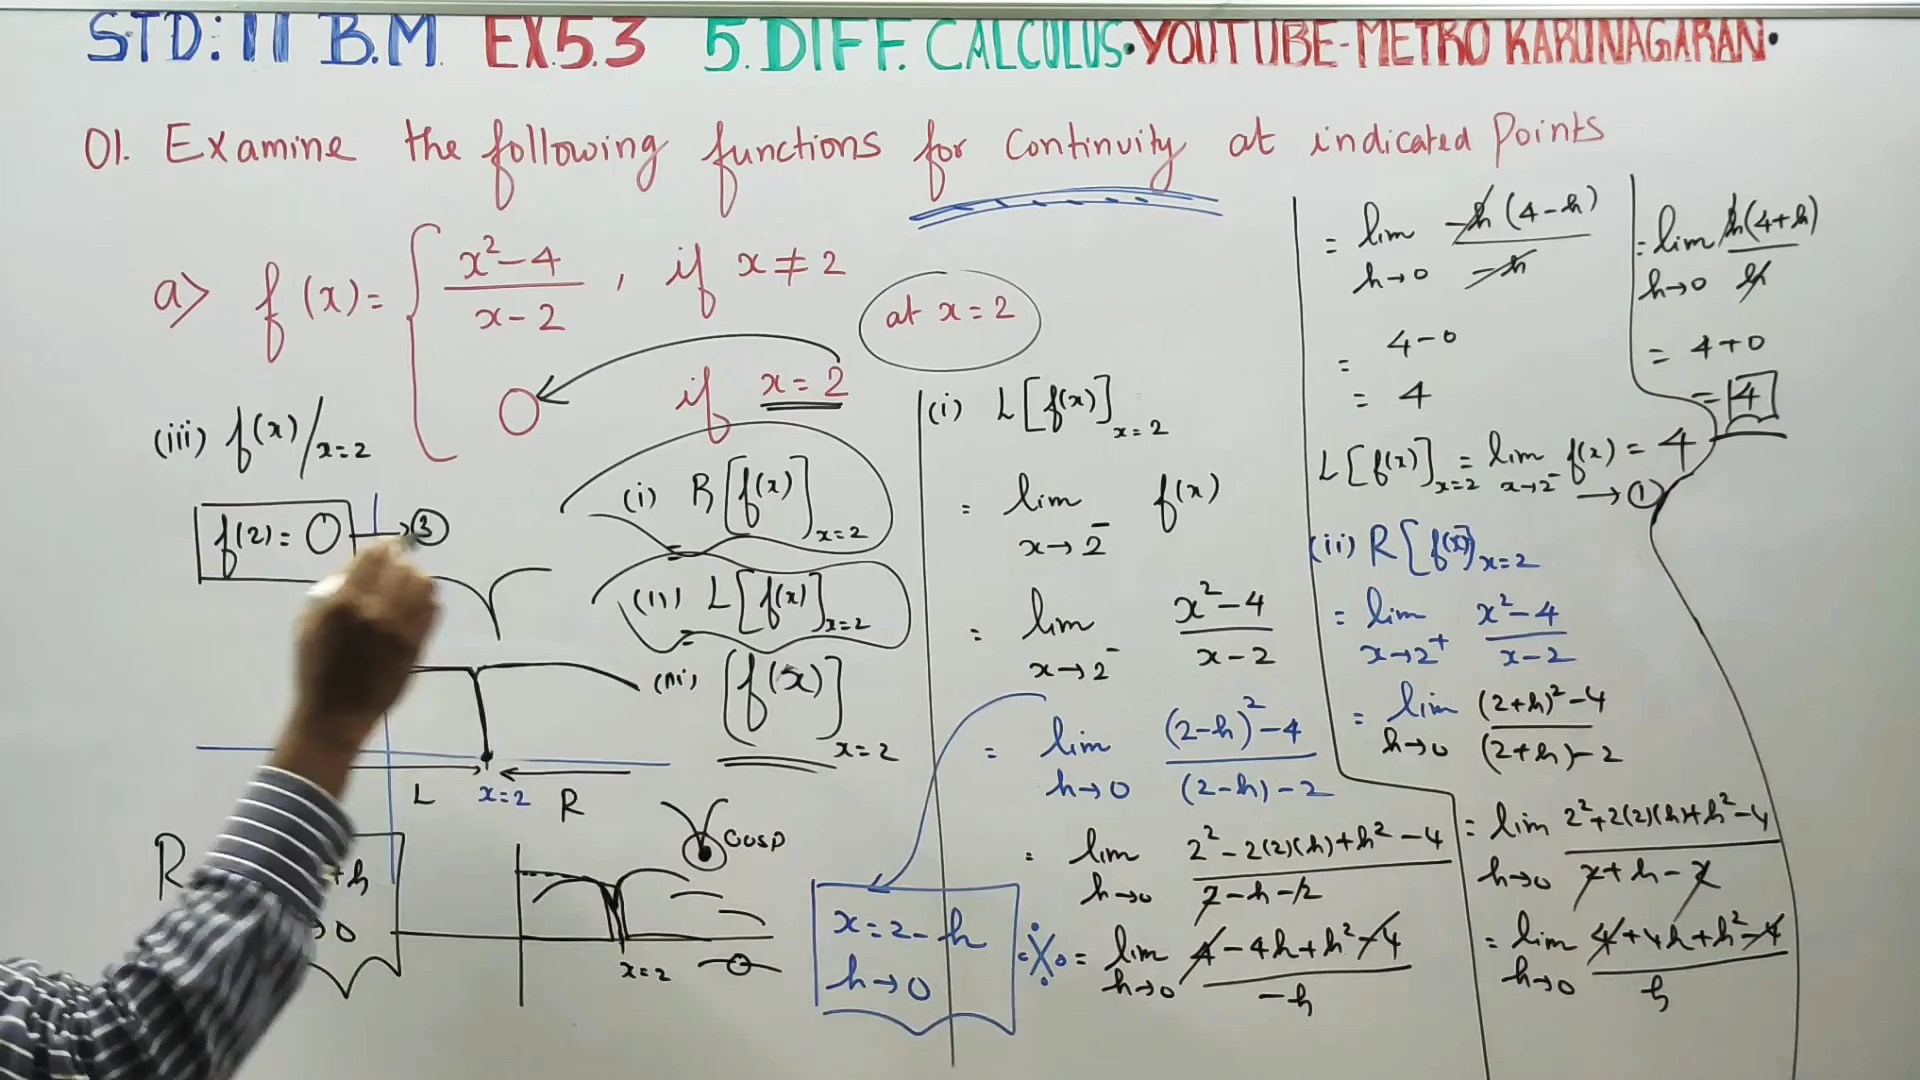 STD: 11 B.M. EX.5.3 5. DIFF. CALCULUS. YOUTUBE-METRO KARUNAGARAN.
01. Examine the following functions for continuity at indicated points
a> f(x) = { x²-4 / x-2 , if x ≠ 2
0 if x = 2
at x = 2
(iii) f(x)/x=2
f(2) = 0 → ③
(i) R[f(x)]x=2
(ii) L[f(x)]x=2
(iii) [f(x)]x=2
L x=2 R
R
+h
→0
COSP
x=2
(i) L[f(x)]x=2
= lim x→2⁻ f(x)
= lim x→2⁻ x²-4 / x-2
= lim h→0 (2-h)²-4 / (2-h)-2
= lim h→0 2²-2(2)(h)+h²-4 / 2-h-2
x=2-h
h→0
= lim h→0 4-4h+h²-4 / -h
= lim h→0 -h(4-h) / -h
= 4-0
= 4
L[f(x)]x=2 = lim x→2⁻ f(x) = 4
→ ①
(ii) R[f(x)]x=2
= lim x→2⁺ x²-4 / x-2
= lim h→0 (2+h)²-4 / (2+h)-2
= lim h→0 2²+2(2)(h)+h²-4 / 2+h-2
= lim h→0 4+4h+h²-4 / h
= lim h→0 h(4+h) / h
= 4+0
= 4